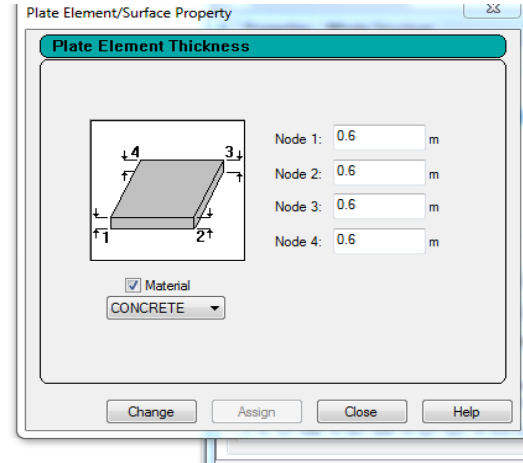 Plate Element/Surface Property
Plate Element Thickness
4 3
1 2
Node 1: 0.6 m
Node 2: 0.6 m
Node 3: 0.6 m
Node 4: 0.6 m
Material
CONCRETE
Change Assign Close Help